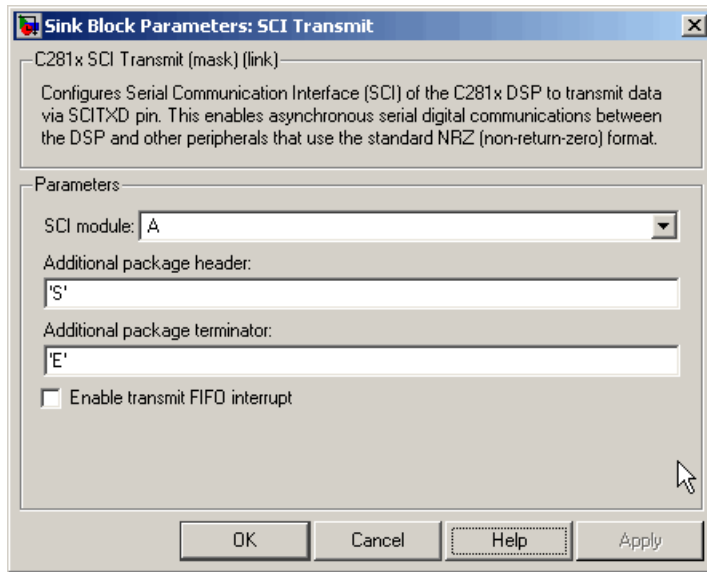 Sink Block Parameters: SCI Transmit
C281x SCI Transmit (mask) (link)
Configures Serial Communication Interface (SCI) of the C281x DSP to transmit data
via SCITXD pin. This enables asynchronous serial digital communications between
the DSP and other peripherals that use the standard NRZ (non-return-zero) format.
Parameters
SCI module: A
Additional package header:
'S'
Additional package terminator:
'E'
Enable transmit FIFO interrupt
OK Cancel Help Apply